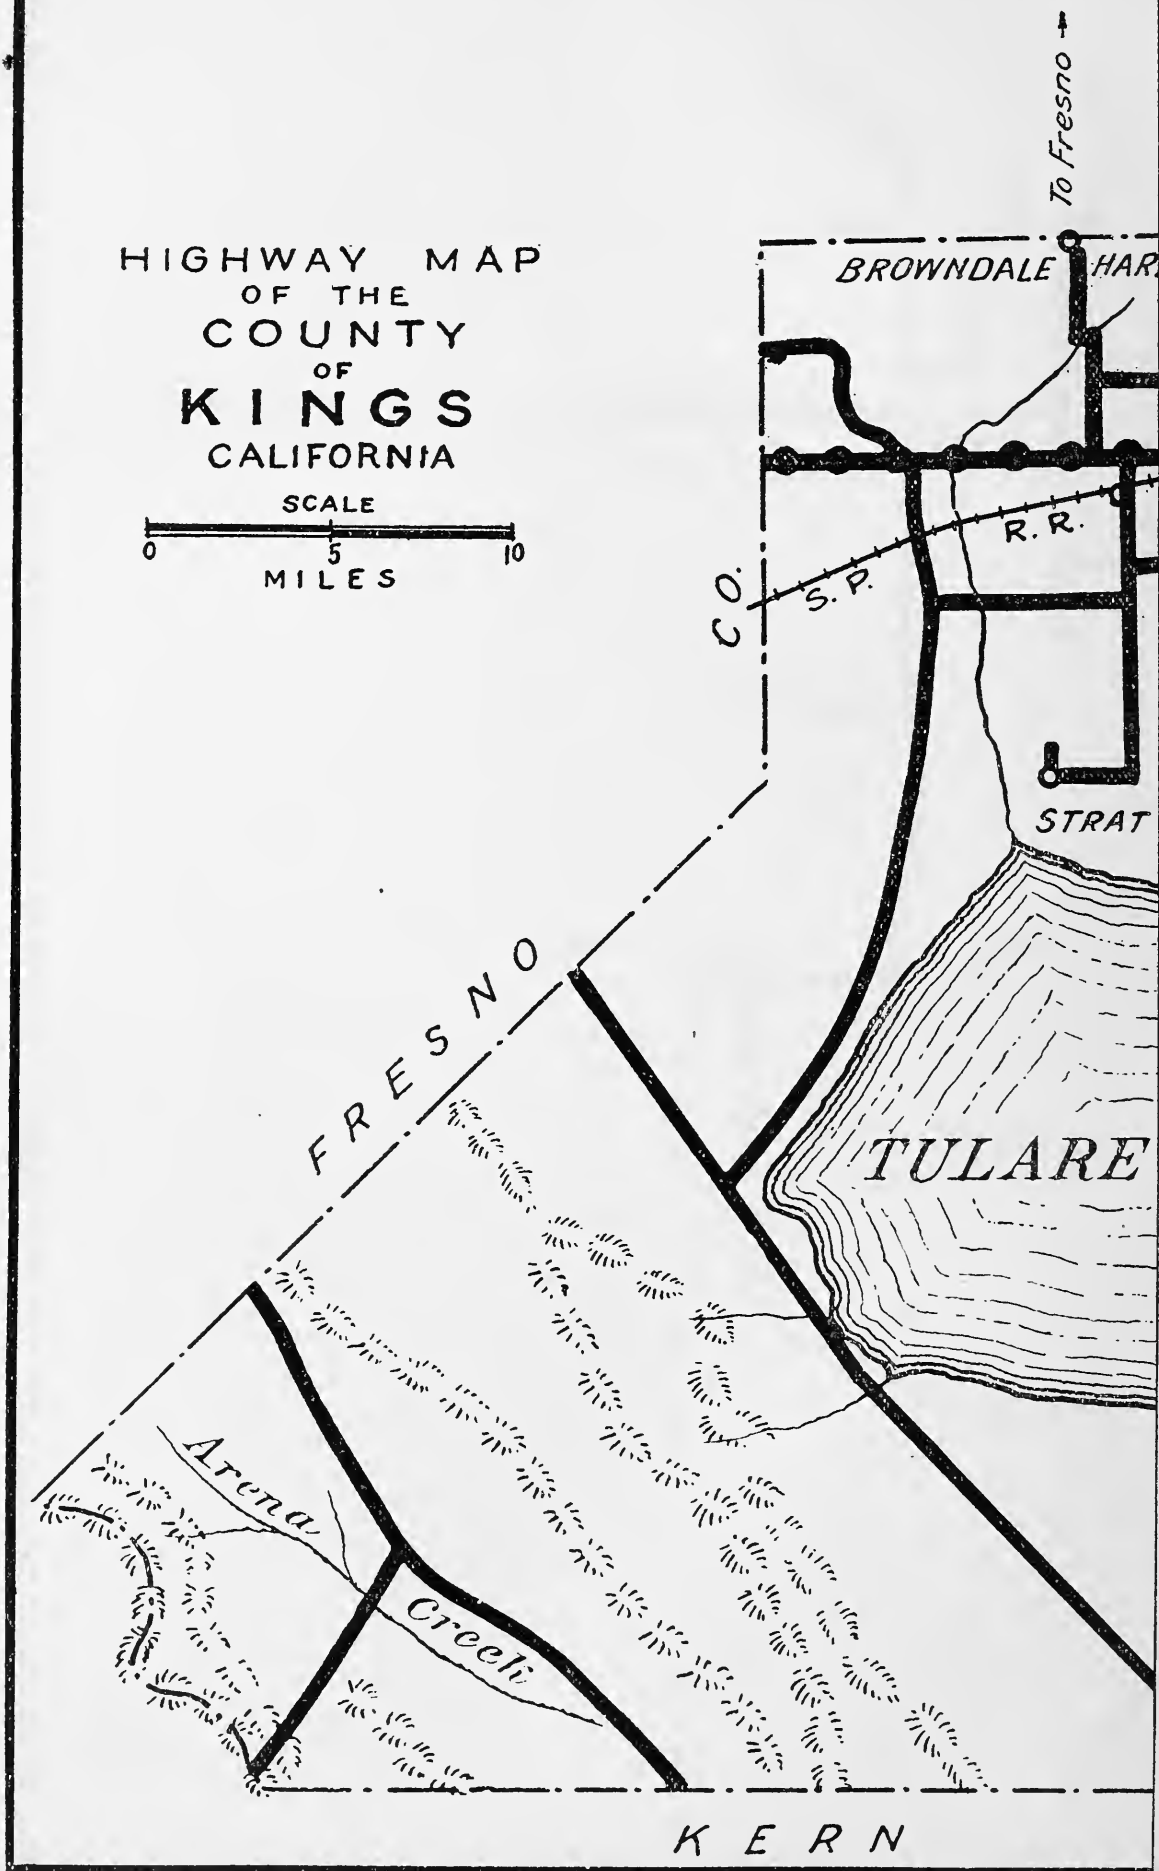 To Fresno
HIGHWAY MAP
OF THE
COUNTY
OF
KINGS
CALIFORNIA
SCALE
0 5 10
MILES
BROWNDALE HAR
S. P. R. R.
FRESNO CO.
STRAT
TULARE
Arena Creek
KERN